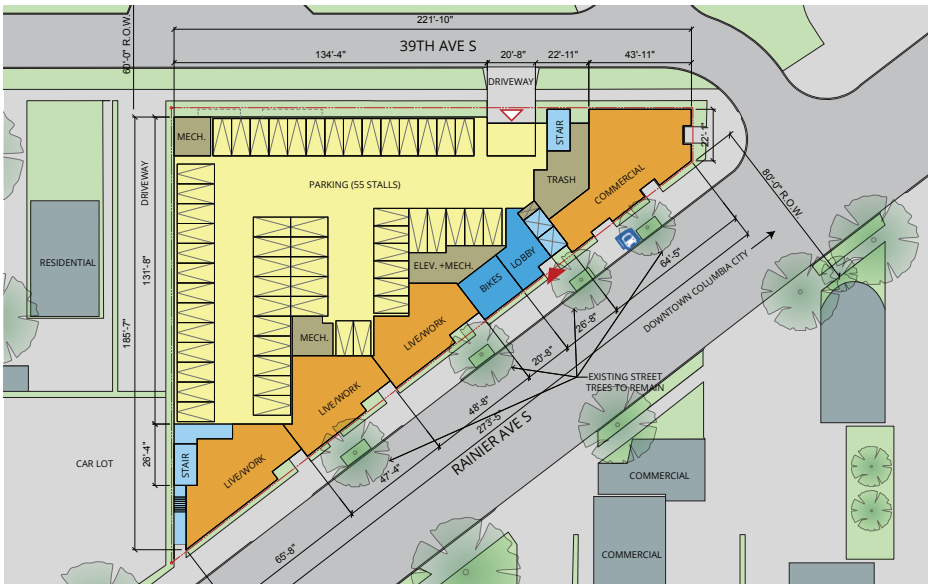 221'-10"
60'-0" R.O.W.
39TH AVE S
134'-4"
20'-8"
22'-11"
43'-11"
DRIVEWAY
MECH.
STAIR
22'-1"
DRIVEWAY
PARKING (55 STALLS)
TRASH
COMMERCIAL
80'-0" R.O.W.
RESIDENTIAL
131'-8"
185'-7"
ELEV. +MECH.
LOBBY
BIKES
64'-5"
DOWNTOWN COLUMBIA CITY
MECH.
LIVE/WORK
26'-8"
20'-8"
EXISTING STREET
TREES TO REMAIN
LIVE/WORK
48'-8"
273'-5"
RAINIER AVE S
CAR LOT
26'-4"
STAIR
LIVE/WORK
47'-4"
COMMERCIAL
65'-8"
COMMERCIAL